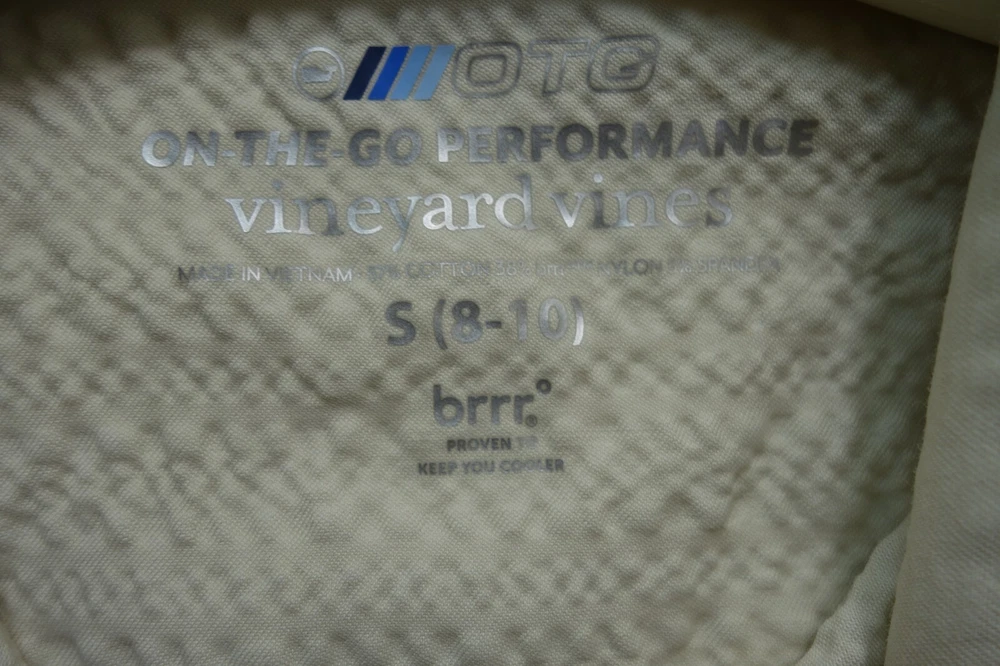 OTG
ON-THE-GO PERFORMANCE
vineyard vines
MADE IN VIETNAM COTTON NYLON SPANDEX
S (8-10)
brrr.°
PROVEN TO
KEEP YOU COOLER